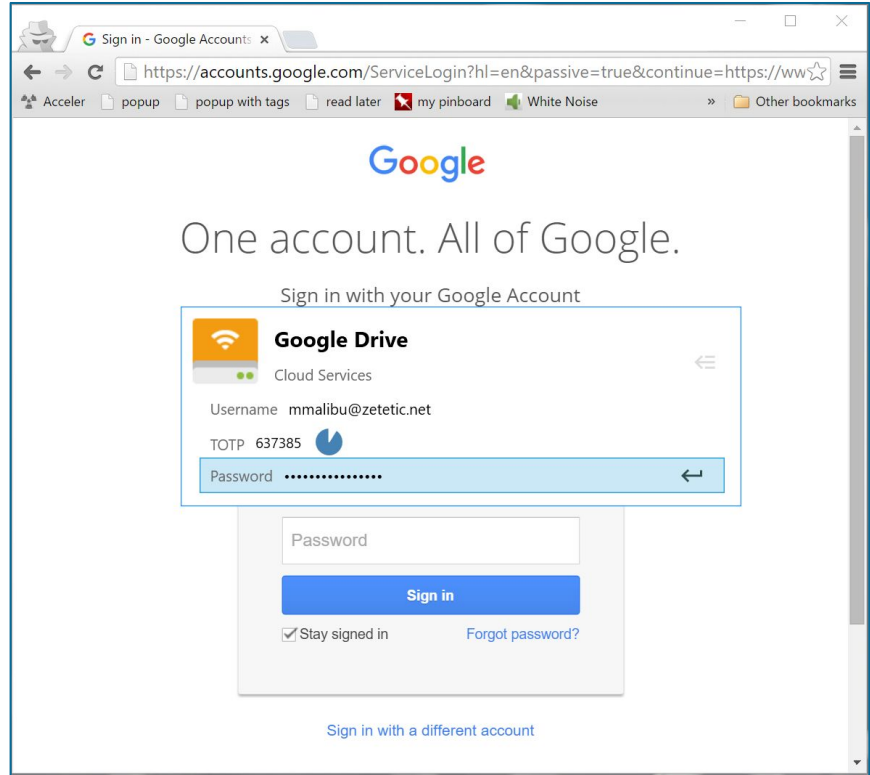 Sign in - Google Accounts
https://accounts.google.com/ServiceLogin?hl=en&passive=true&continue=https://ww
Acceler popup popup with tags read later my pinboard White Noise » Other bookmarks
Google
One account. All of Google.
Sign in with your Google Account
Google Drive
Cloud Services
Username mmalibu@zetetic.net
TOTP 637385
Password ••••••••••••••••
Password
Sign in
Stay signed in Forgot password?
Sign in with a different account